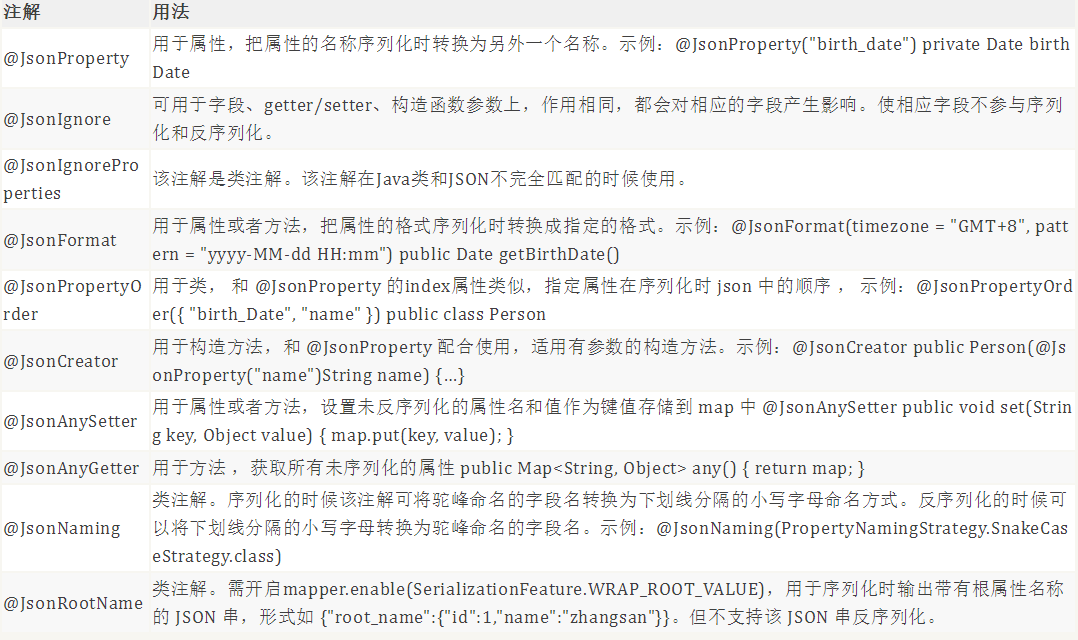 注解 用法
@JsonProperty
用于属性，把属性的名称序列化时转换为另外一个名称。示例：@JsonProperty("birth_date") private Date birth
Date
@JsonIgnore
可用于字段、getter/setter、构造函数参数上，作用相同，都会对相应的字段产生影响。使相应字段不参与序列
化和反序列化。
@JsonIgnorePro
perties
该注解是类注解。该注解在Java类和JSON不完全匹配的时候使用。
@JsonFormat
用于属性或者方法，把属性的格式序列化时转换成指定的格式。示例：@JsonFormat(timezone = "GMT+8", patt
ern = "yyyy-MM-dd HH:mm") public Date getBirthDate()
@JsonPropertyO
rder
用于类， 和 @JsonProperty 的index属性类似，指定属性在序列化时 json 中的顺序 ， 示例：@JsonPropertyOrd
er({ "birth_Date", "name" }) public class Person
@JsonCreator
用于构造方法，和 @JsonProperty 配合使用，适用有参数的构造方法。示例：@JsonCreator public Person(@Js
onProperty("name")String name) {…}
@JsonAnySetter
用于属性或者方法，设置未反序列化的属性名和值作为键值存储到 map 中 @JsonAnySetter public void set(Strin
g key, Object value) { map.put(key, value); }
@JsonAnyGetter
用于方法 ，获取所有未序列化的属性 public Map<String, Object> any() { return map; }
@JsonNaming
类注解。序列化的时候该注解可将驼峰命名的字段名转换为下划线分隔的小写字母命名方式。反序列化的时候可
以将下划线分隔的小写字母转换为驼峰命名的字段名。示例：@JsonNaming(PropertyNamingStrategy.SnakeCas
eStrategy.class)
@JsonRootName
类注解。需开启mapper.enable(SerializationFeature.WRAP_ROOT_VALUE)，用于序列化时输出带有根属性名称
的 JSON 串，形式如 {"root_name":{"id":1,"name":"zhangsan"}}。但不支持该 JSON 串反序列化。